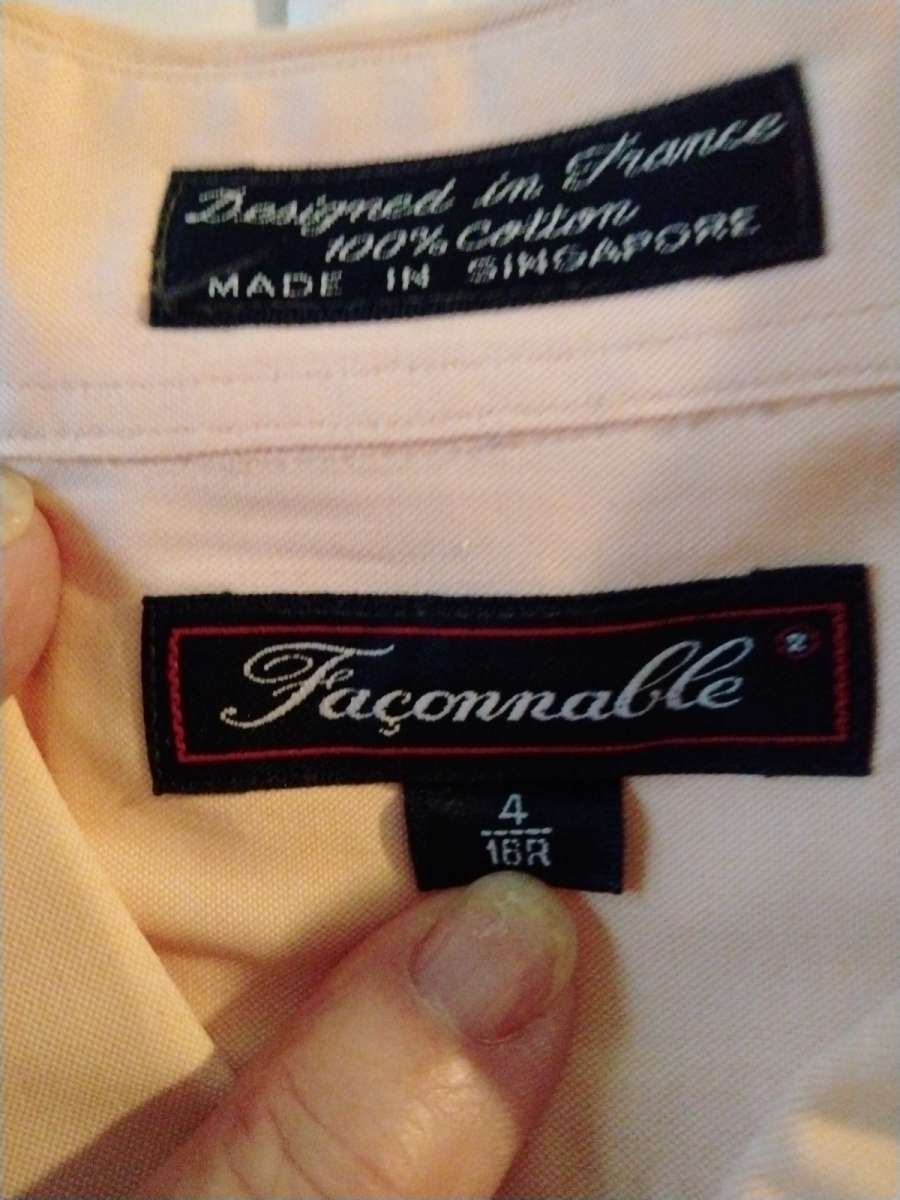 Designed in France
100% Cotton
MADE IN SINGAPORE
Façonnable
4
16R